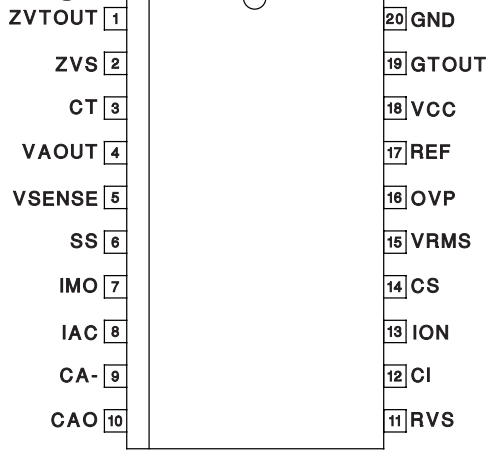 ZVTOUT 1 20 GND
ZVS 2 19 GTOUT
CT 3 18 VCC
VAOUT 4 17 REF
VSENSE 5 16 OVP
SS 6 15 VRMS
IMO 7 14 CS
IAC 8 13 ION
CA- 9 12 CI
CAO 10 11 RVS